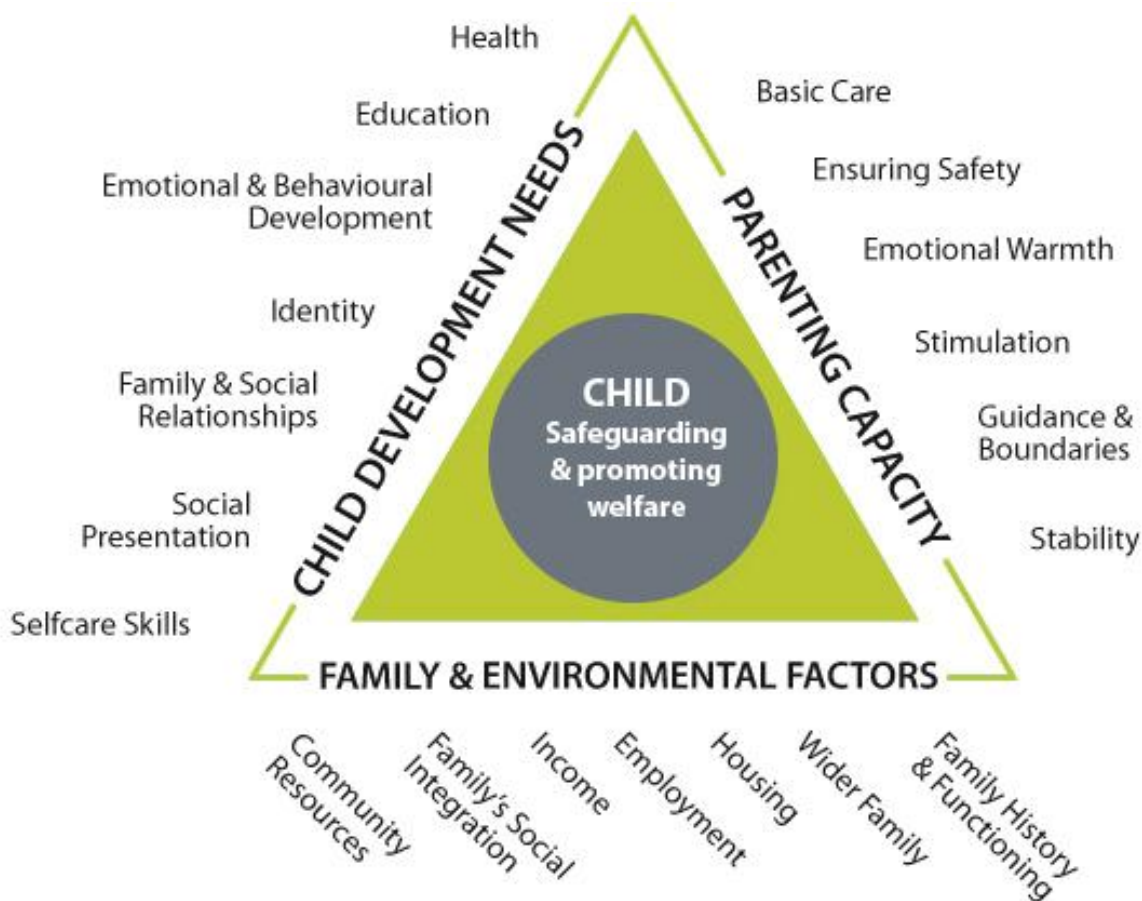 Health
Education
Emotional & Behavioural
Development
Identity
Family & Social
Relationships
Social
Presentation
Selfcare Skills
CHILD DEVELOPMENT NEEDS
CHILD
Safeguarding
& promoting
welfare
PARENTING CAPACITY
Basic Care
Ensuring Safety
Emotional Warmth
Stimulation
Guidance &
Boundaries
Stability
FAMILY & ENVIRONMENTAL FACTORS
Community
Resources
Family's Social
Integration
Income
Employment
Housing
Wider Family
Family History
& Functioning